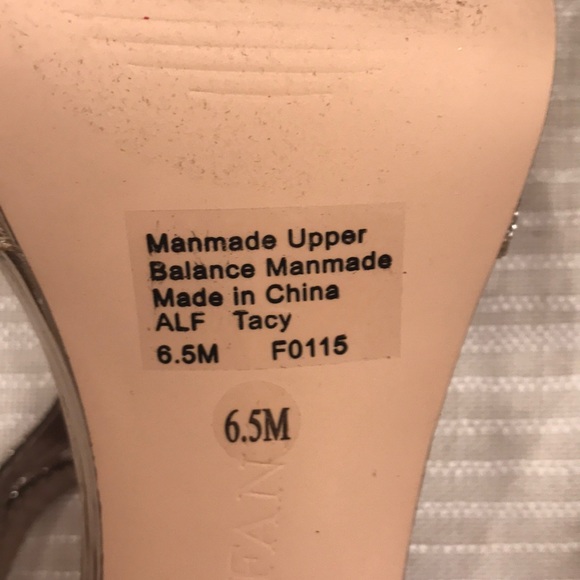 Manmade Upper
Balance Manmade
Made in China
ALF Tacy
6.5M F0115
6.5M